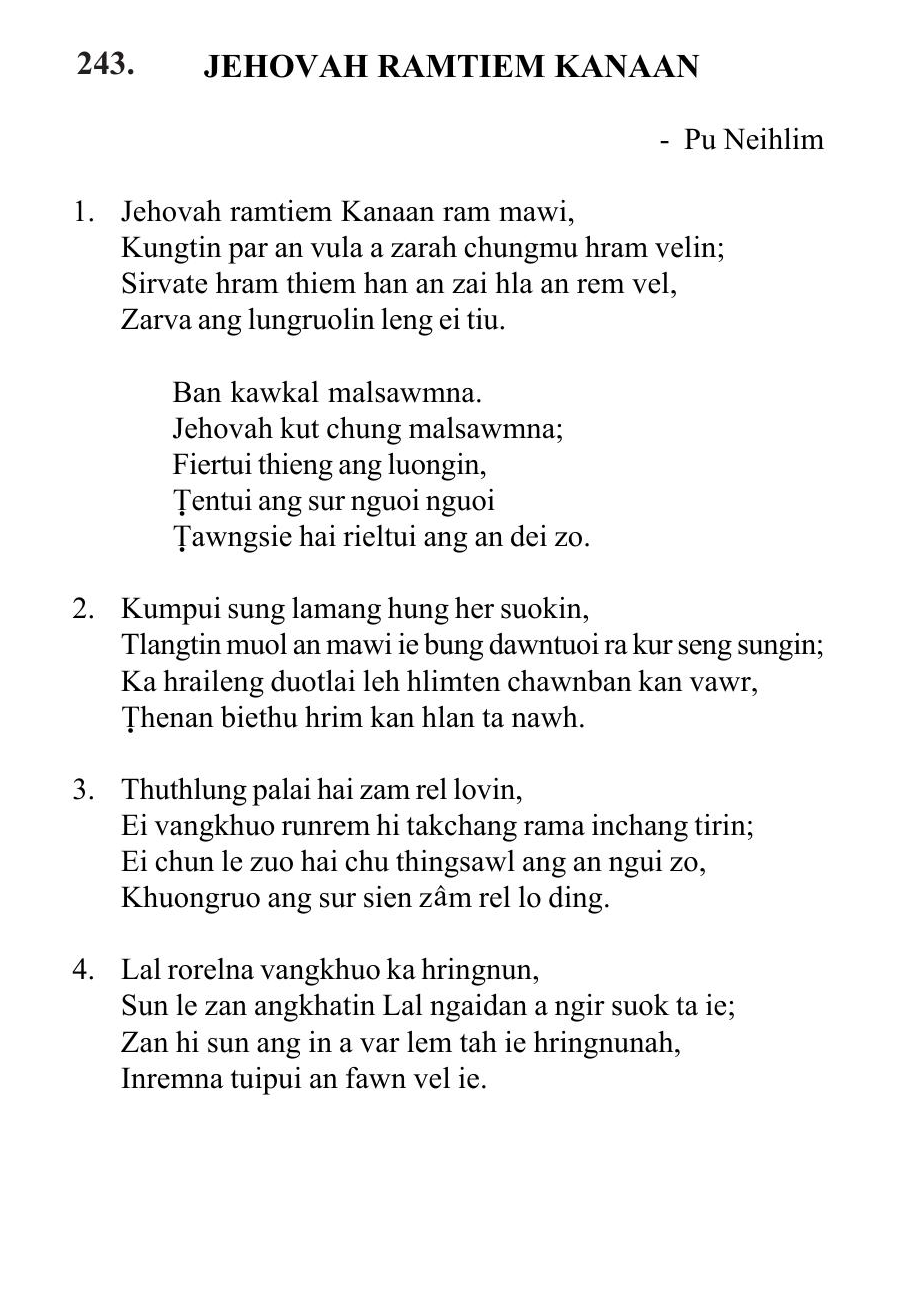 243. JEHOVAH RAMTIEM KANAAN
- Pu Neihlim
1. Jehovah ramtiem Kanaan ram mawi,
Kungtin par an vula a zarah chungmu hram velin;
Sirvate hram thiem han an zai hla an rem vel,
Zarva ang lungruolin leng ei tiu.
Ban kawkal malsawmna.
Jehovah kut chung malsawmna;
Fiertui thieng ang luongin,
Ṭentui ang sur nguoi nguoi
Ṭawngsie hai rieltui ang an dei zo.
2. Kumpui sung lamang hung her suokin,
Tlangtin muol an mawi ie bung dawntuoi ra kur seng sungin;
Ka hraileng duotlai leh hlimten chawnban kan vawr,
Ṭhenan biethu hrim kan hlan ta nawh.
3. Thuthlung palai hai zam rel lovin,
Ei vangkhuo runrem hi takchang rama inchang tirin;
Ei chun le zuo hai chu thingsawl ang an ngui zo,
Khuongruo ang sur sien zâm rel lo ding.
4. Lal rorelna vangkhuo ka hringnun,
Sun le zan angkhatin Lal ngaidan a ngir suok ta ie;
Zan hi sun ang in a var lem tah ie hringnunah,
Inremna tuipui an fawn vel ie.